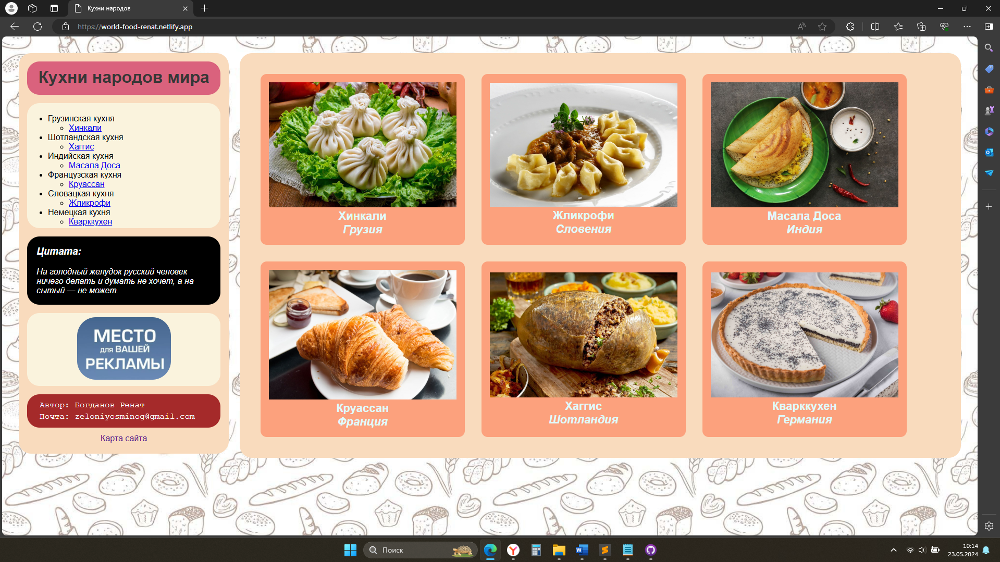 Кухни народов
https://world-food-renat.netlify.app
Кухни народов мира
Грузинская кухня
Хинкали
Шотландская кухня
Хаггис
Индийская кухня
Масала Доса
Французская кухня
Круассан
Словацкая кухня
Жликрофи
Немецкая кухня
Кварккухен
Цитата:
На голодный желудок русский человек
ничего делать и думать не хочет, а на
сытый — не может.
МЕСТО
для ВАШЕЙ
РЕКЛАМЫ
Автор: Богданов Ренат
Почта: zeloniyosminog@gmail.com
Карта сайта
Хинкали
Грузия
Жликрофи
Словения
Масала Доса
Индия
Круассан
Франция
Хаггис
Шотландия
Кварккухен
Германия
Поиск
10:14
23.05.2024